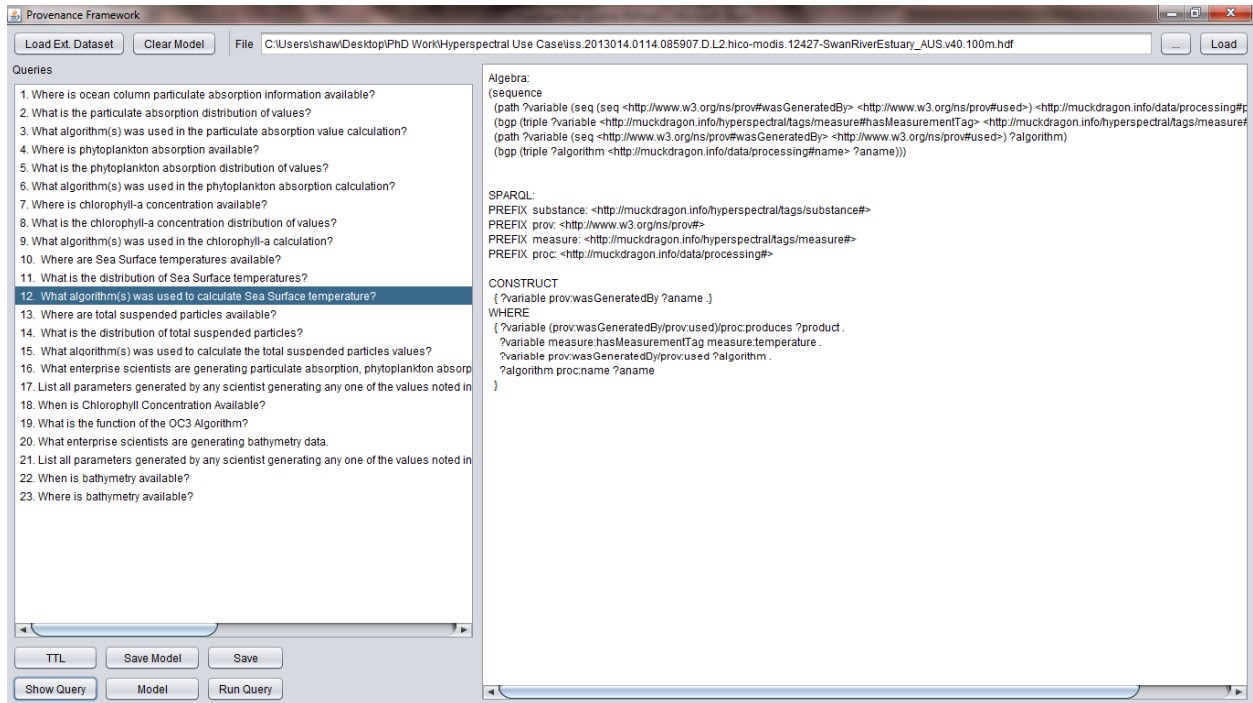 Provenance Framework
Load Ext. Dataset Clear Model File C:\Users\shaw\Desktop\PhD Work\Hyperspectral Use Case\iss.2013014.0114.085907.D.L2.hico-modis.12427-SwanRiverEstuary_AUS.v40.100m.hdf ... Load
Queries
1. Where is ocean column particulate absorption information available?
2. What is the particulate absorption distribution of values?
3. What algorithm(s) was used in the particulate absorption value calculation?
4. Where is phytoplankton absorption available?
5. What is the phytoplankton absorption distribution of values?
6. What algorithm(s) was used in the phytoplankton absorption calculation?
7. Where is chlorophyll-a concentration available?
8. What is the chlorophyll-a concentration distribution of values?
9. What algorithm(s) was used in the chlorophyll-a calculation?
10. Where are Sea Surface temperatures available?
11. What is the distribution of Sea Surface temperatures?
12. What algorithm(s) was used to calculate Sea Surface temperature?
13. Where are total suspended particles available?
14. What is the distribution of total suspended particles?
15. What algorithm(s) was used to calculate the total suspended particles values?
16. What enterprise scientists are generating particulate absorption, phytoplankton absorp
17. List all parameters generated by any scientist generating any one of the values noted in
18. When is Chlorophyll Concentration Available?
19. What is the function of the OC3 Algorithm?
20. What enterprise scientists are generating bathymetry data.
21. List all parameters generated by any scientist generating any one of the values noted in
22. When is bathymetry available?
23. Where is bathymetry available?
TTL Save Model Save
Show Query Model Run Query
Algebra:
(sequence
(path ?variable (seq (seq <http://www.w3.org/ns/prov#wasGeneratedBy> <http://www.w3.org/ns/prov#used>) <http://muckdragon.info/data/processing#p
(bgp (triple ?variable <http://muckdragon.info/hyperspectral/tags/measure#hasMeasurementTag> <http://muckdragon.info/hyperspectral/tags/measure#
(path ?variable (seq <http://www.w3.org/ns/prov#wasGeneratedBy> <http://www.w3.org/ns/prov#used>) ?algorithm)
(bgp (triple ?algorithm <http://muckdragon.info/data/processing#name> ?aname)))
SPARQL:
PREFIX substance: <http://muckdragon.info/hyperspectral/tags/substance#>
PREFIX prov: <http://www.w3.org/ns/prov#>
PREFIX measure: <http://muckdragon.info/hyperspectral/tags/measure#>
PREFIX proc: <http://muckdragon.info/data/processing#>
CONSTRUCT
{ ?variable prov:wasGeneratedBy ?aname .}
WHERE
{ ?variable (prov:wasGeneratedBy/prov:used)/proc:produces ?product .
?variable measure:hasMeasurementTag measure:temperature .
?variable prov:wasGeneratedBy/prov:used ?algorithm .
?algorithm proc:name ?aname
}